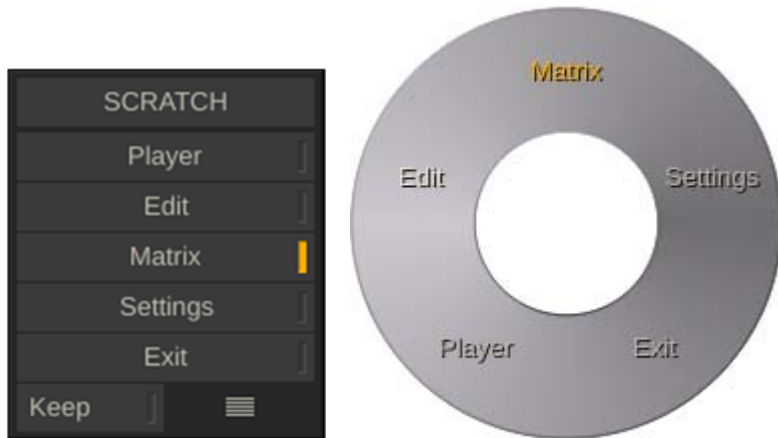 SCRATCH
Player
Edit
Matrix
Settings
Exit
Keep
Matrix
Edit
Settings
Player
Exit